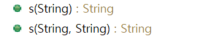 s(String) : String
s(String, String) : String